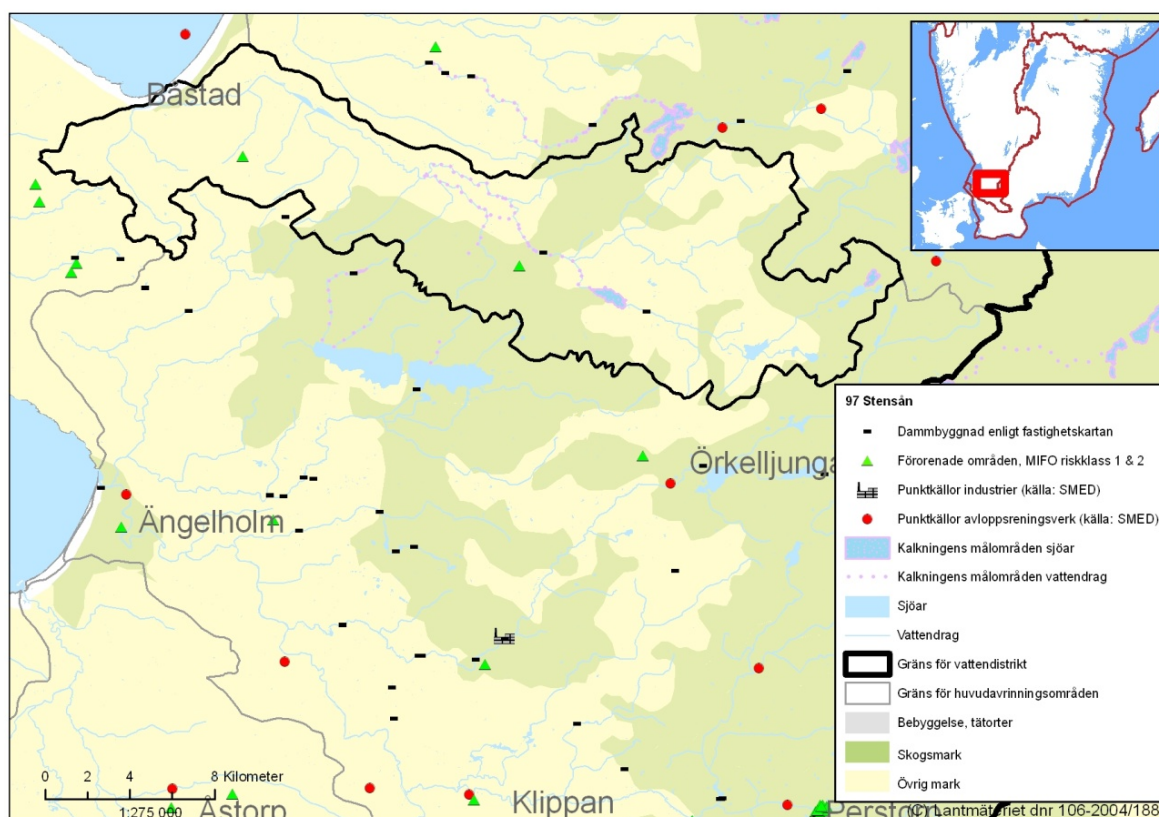 Båstad
Örkelljunga
Ängelholm
97 Stensån
Dammbyggnad enligt fastighetskartan
Förorenade områden, MIFO riskklass 1 & 2
Punktkällor industrier (källa: SMED)
Punktkällor avloppsreningsverk (källa: SMED)
Kalkningens målområden sjöar
Kalkningens målområden vattendrag
Sjöar
Vattendrag
Gräns för vattendistrikt
Gräns för huvudavrinningsområden
Bebyggelse, tätorter
Skogsmark
Övrig mark
0 2 4 8 Kilometer
1:275 000
Åstorp
Klippan
Perstorp
(C) Lantmäteriet dnr 106-2004/188